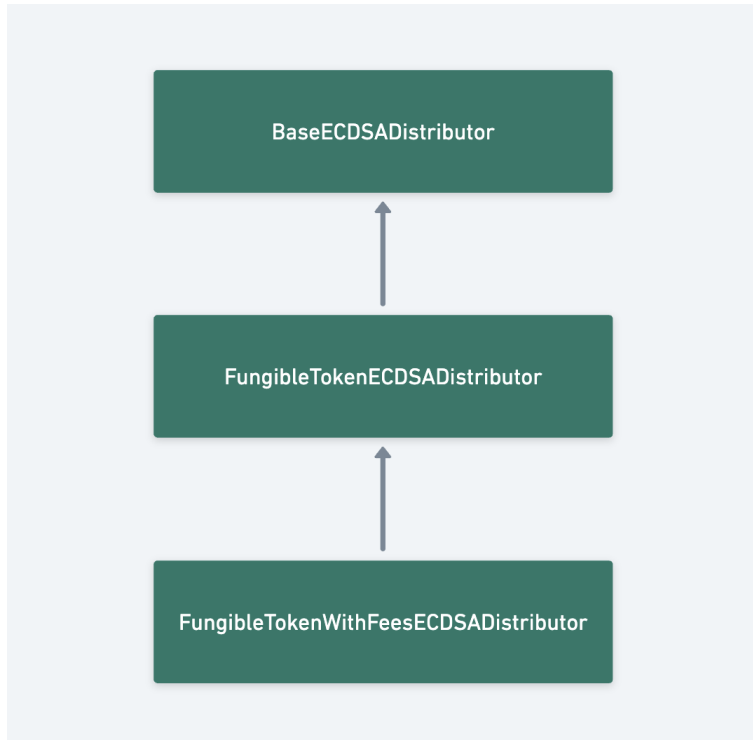 BaseECDSADistributor
FungibleTokenECDSADistributor
FungibleTokenWithFeesECDSADistributor